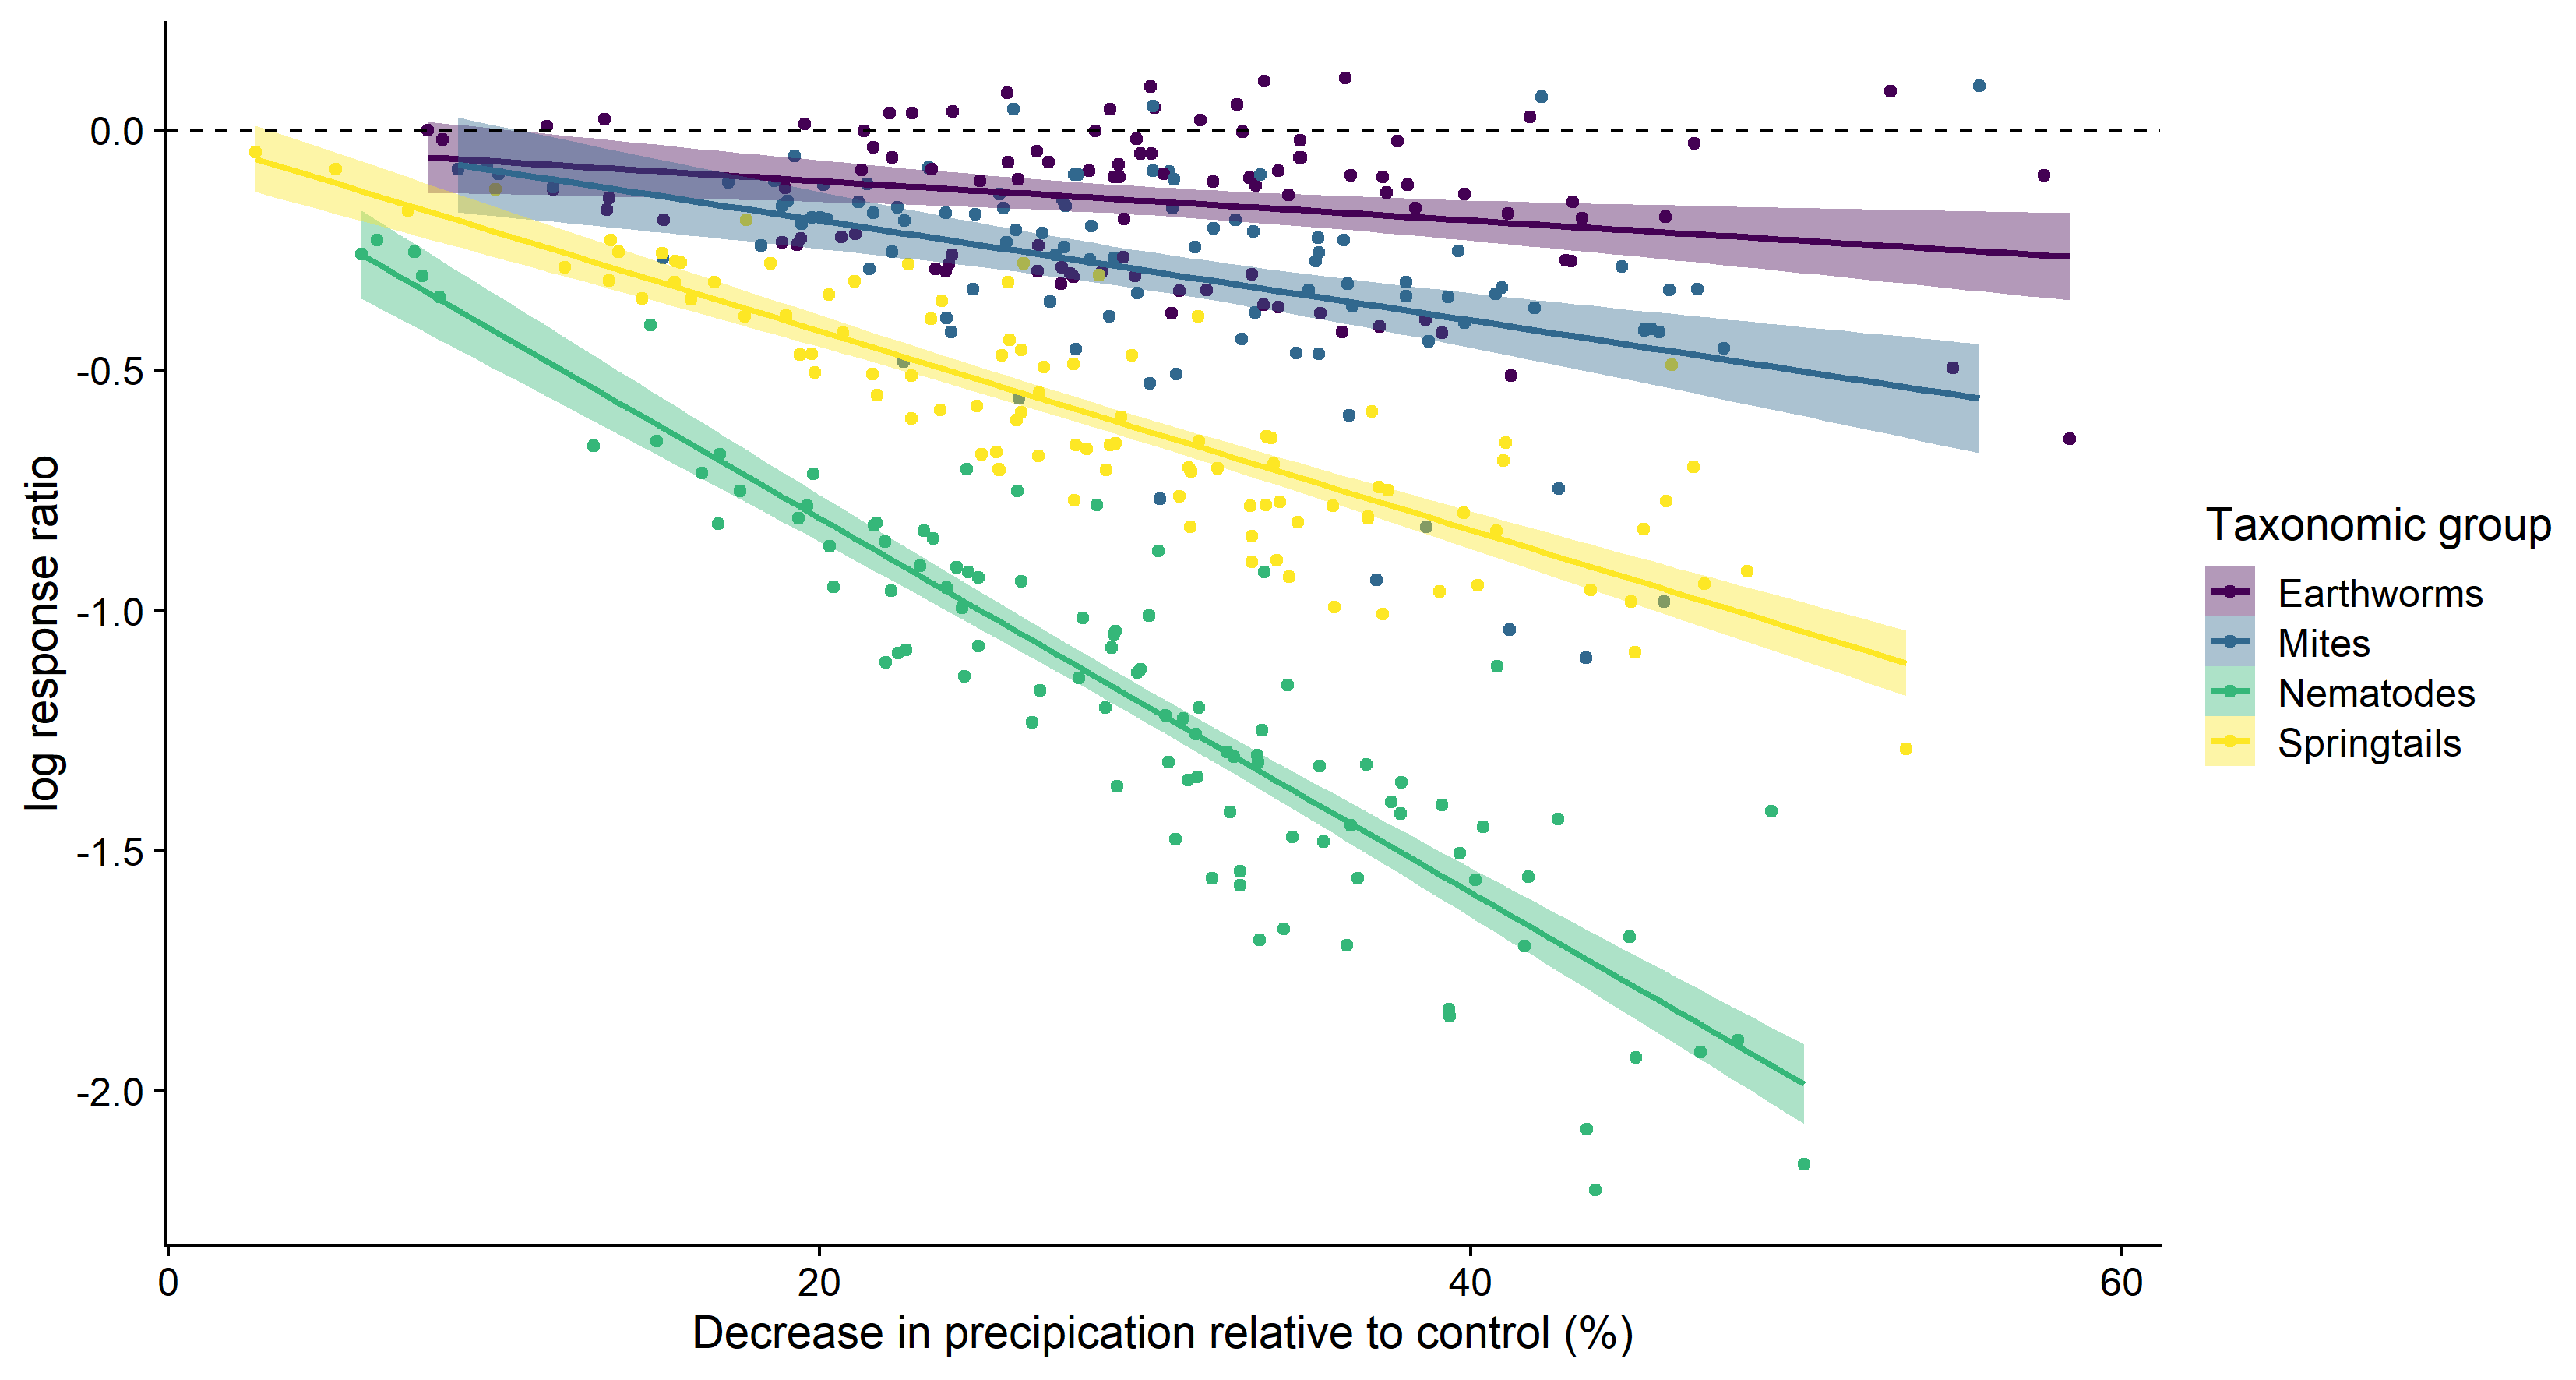 0.0
-0.5
-1.0
-1.5
-2.0
log response ratio
0
20
40
60
Decrease in precipication relative to control (%)
Taxonomic group
Earthworms
Mites
Nematodes
Springtails